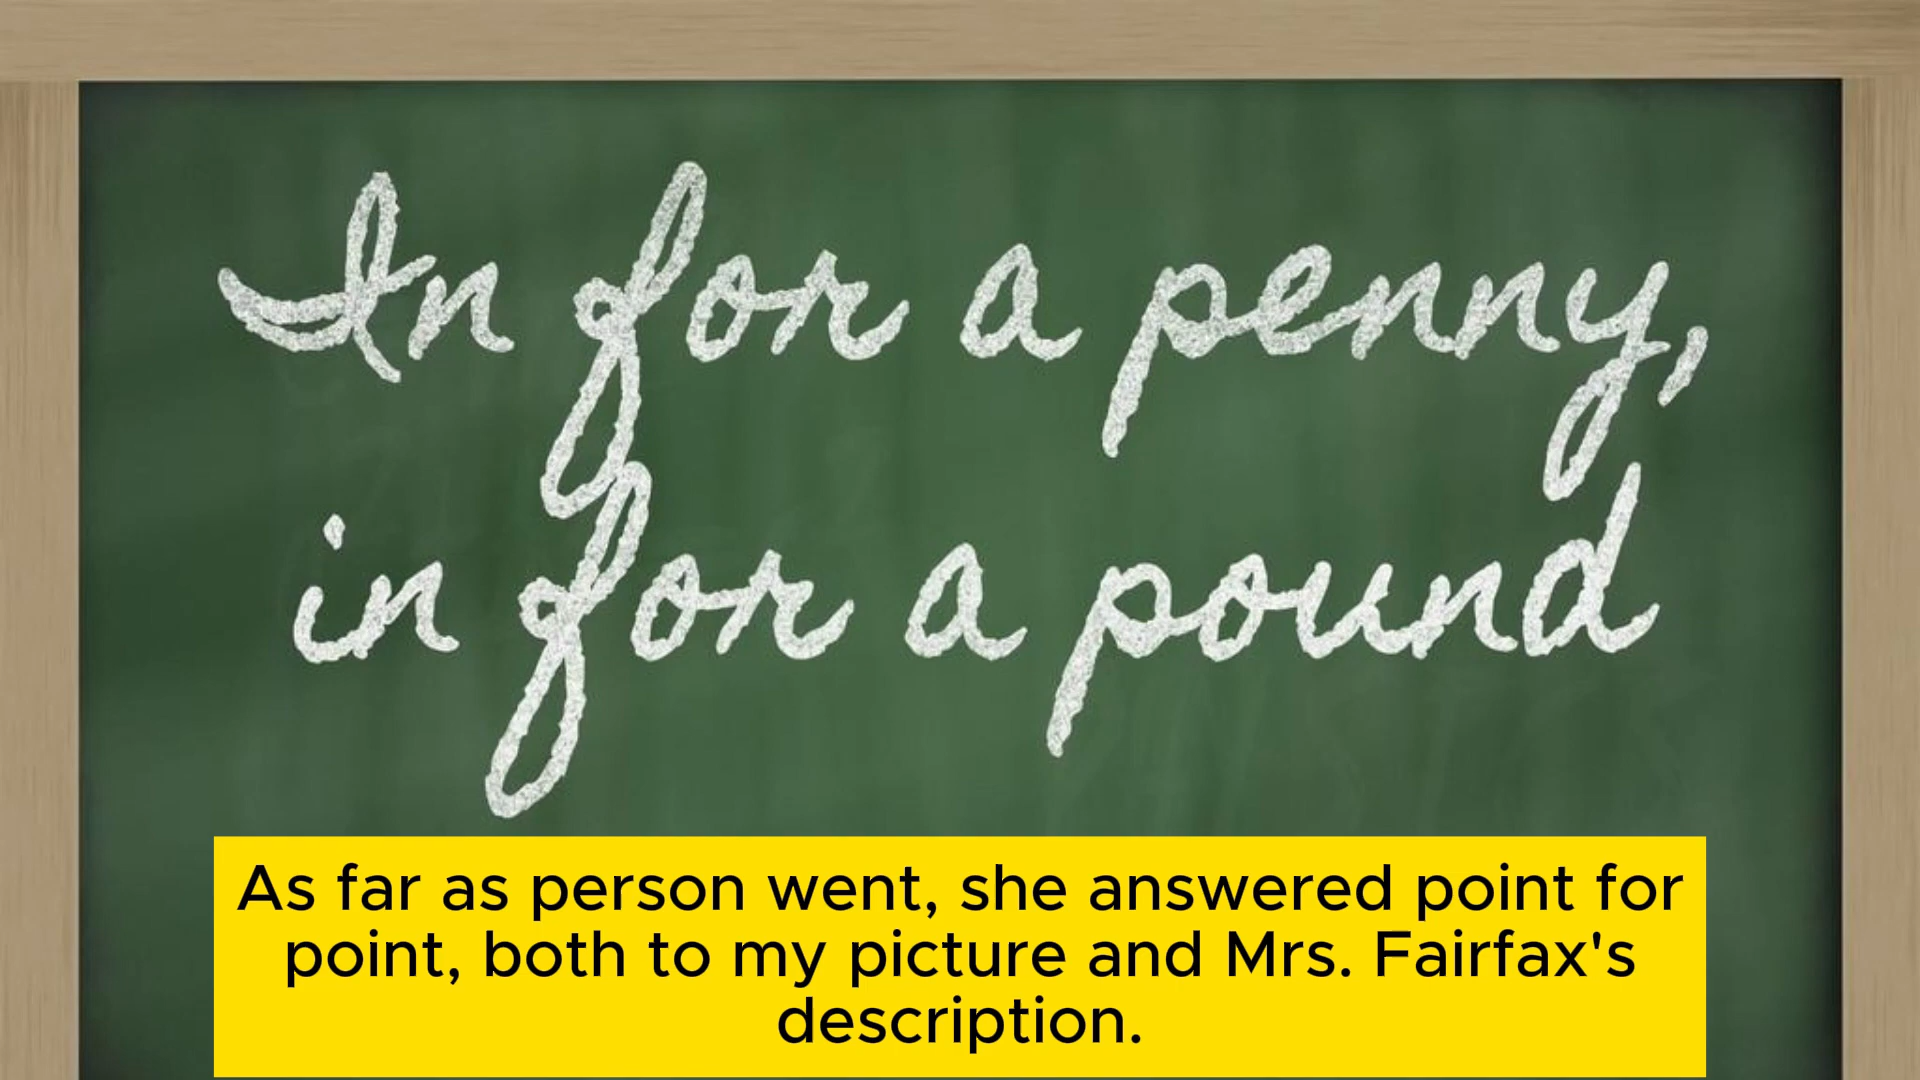 In for a penny,
in for a pound
As far as person went, she answered point for
point, both to my picture and Mrs. Fairfax's
description.